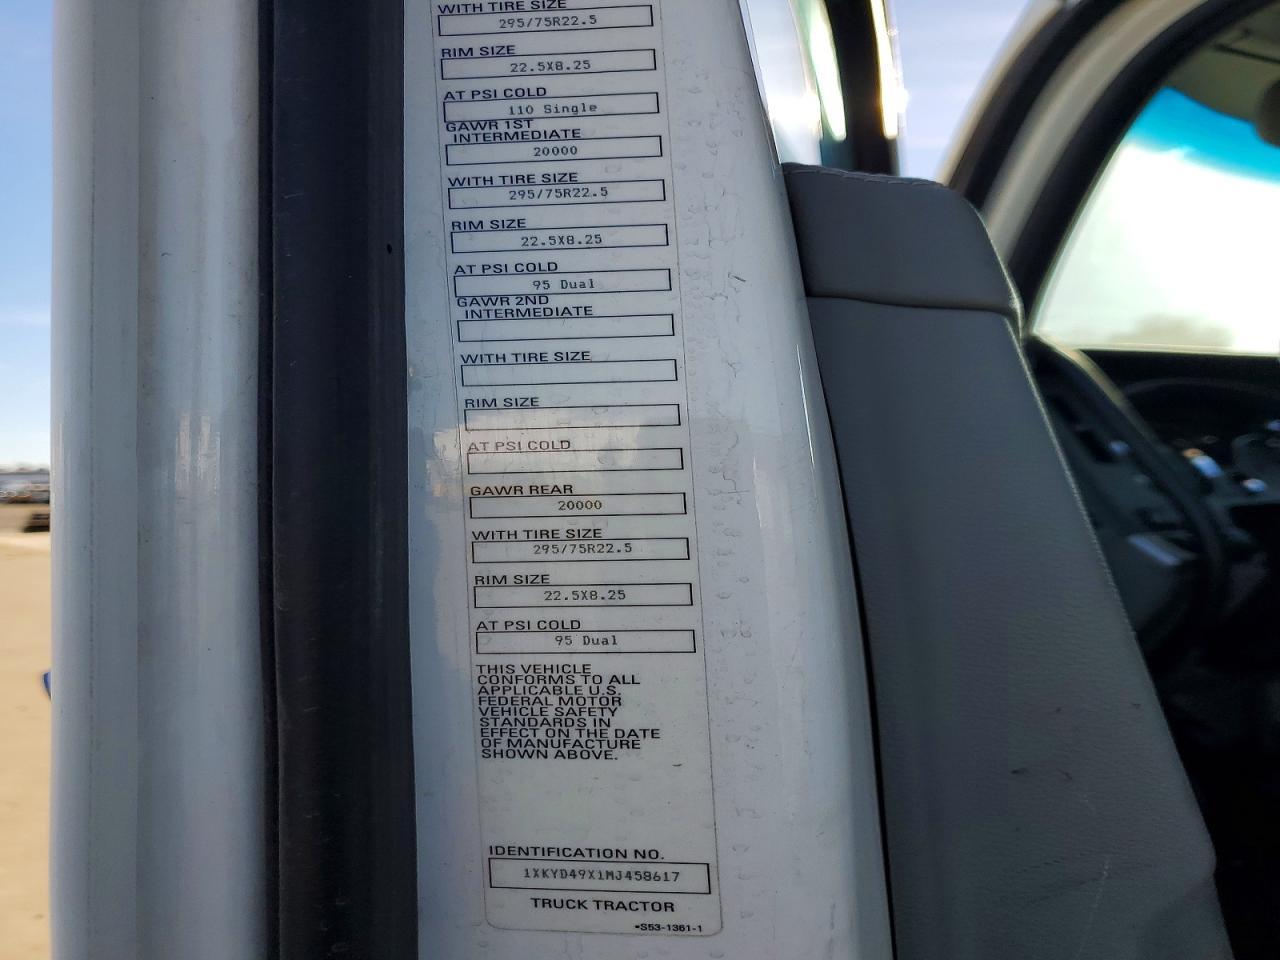 WITH TIRE SIZE
295/75R22.5
RIM SIZE
22.5X8.25
AT PSI COLD
110 Single
GAWR 1ST
INTERMEDIATE
20000
WITH TIRE SIZE
295/75R22.5
RIM SIZE
22.5X8.25
AT PSI COLD
95 Dual
GAWR 2ND
INTERMEDIATE
WITH TIRE SIZE
RIM SIZE
AT PSI COLD
GAWR REAR
20000
WITH TIRE SIZE
295/75R22.5
RIM SIZE
22.5X8.25
AT PSI COLD
95 Dual
THIS VEHICLE
CONFORMS TO ALL
APPLICABLE U.S.
FEDERAL MOTOR
VEHICLE SAFETY
STANDARDS IN
EFFECT ON THE DATE
OF MANUFACTURE
SHOWN ABOVE.
IDENTIFICATION NO.
1XKYD49X1MJ458617
TRUCK TRACTOR
•S53-1361-1